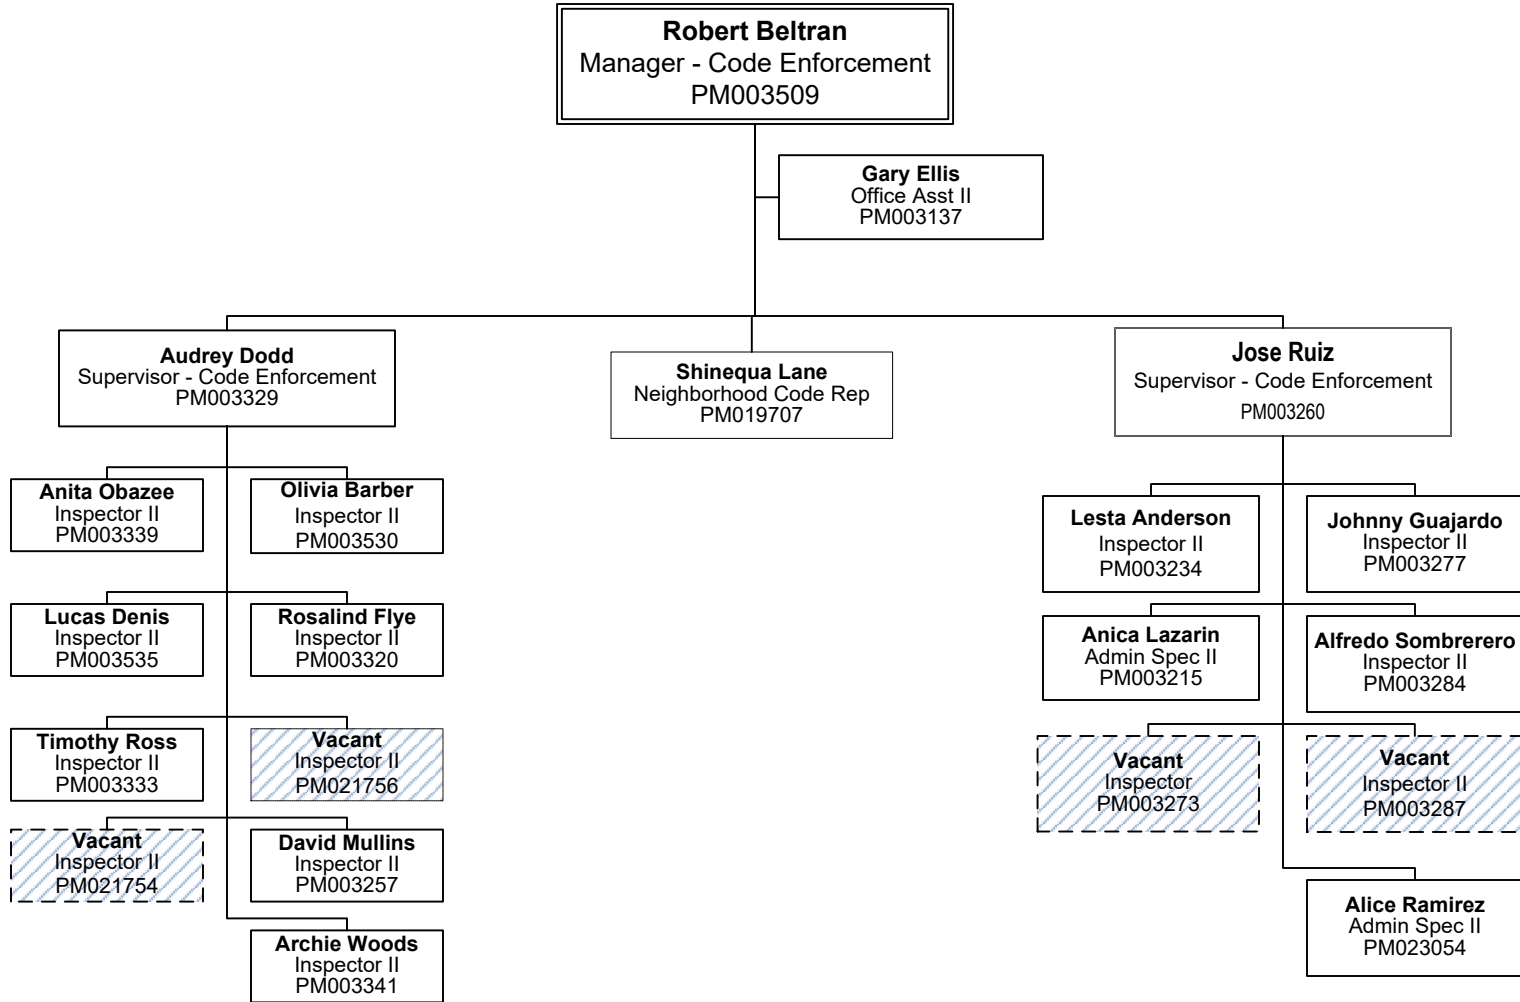 Robert Beltran
Manager - Code Enforcement
PM003509
Gary Ellis
Office Asst II
PM003137
Audrey Dodd
Supervisor - Code Enforcement
PM003329
Shinequa Lane
Neighborhood Code Rep
PM019707
Jose Ruiz
Supervisor - Code Enforcement
PM003260
Anita Obazee
Inspector II
PM003339
Olivia Barber
Inspector II
PM003530
Lucas Denis
Inspector II
PM003535
Rosalind Flye
Inspector II
PM003320
Timothy Ross
Inspector II
PM003333
Vacant
Inspector II
PM021756
Vacant
Inspector II
PM021754
David Mullins
Inspector II
PM003257
Archie Woods
Inspector II
PM003341
Lesta Anderson
Inspector II
PM003234
Johnny Guajardo
Inspector II
PM003277
Anica Lazarin
Admin Spec II
PM003215
Alfredo Sombrerero
Inspector II
PM003284
Vacant
Inspector
PM003273
Vacant
Inspector II
PM003287
Alice Ramirez
Admin Spec II
PM023054